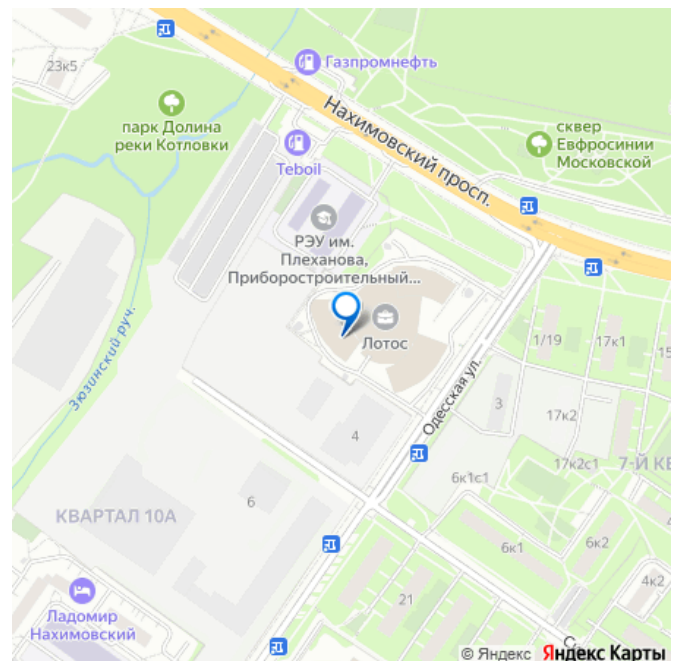 23к5
Газпромнефть
парк Долина
реки Котловки
Teboil
Нахимовский просп.
сквер
Евфросинии
Московской
РЭУ им.
Плеханова,
Приборостроительный...
Лотос
Зюзинский руч.
Одесская ул.
1/19
17к1
15
3
17к2
4
6к1с1
17к2с1
7-Й КВ
КВАРТАЛ 10А
6
6к1
6к2
4к2
21
Ладомир
Нахимовский
© Яндекс Яндекс Карты